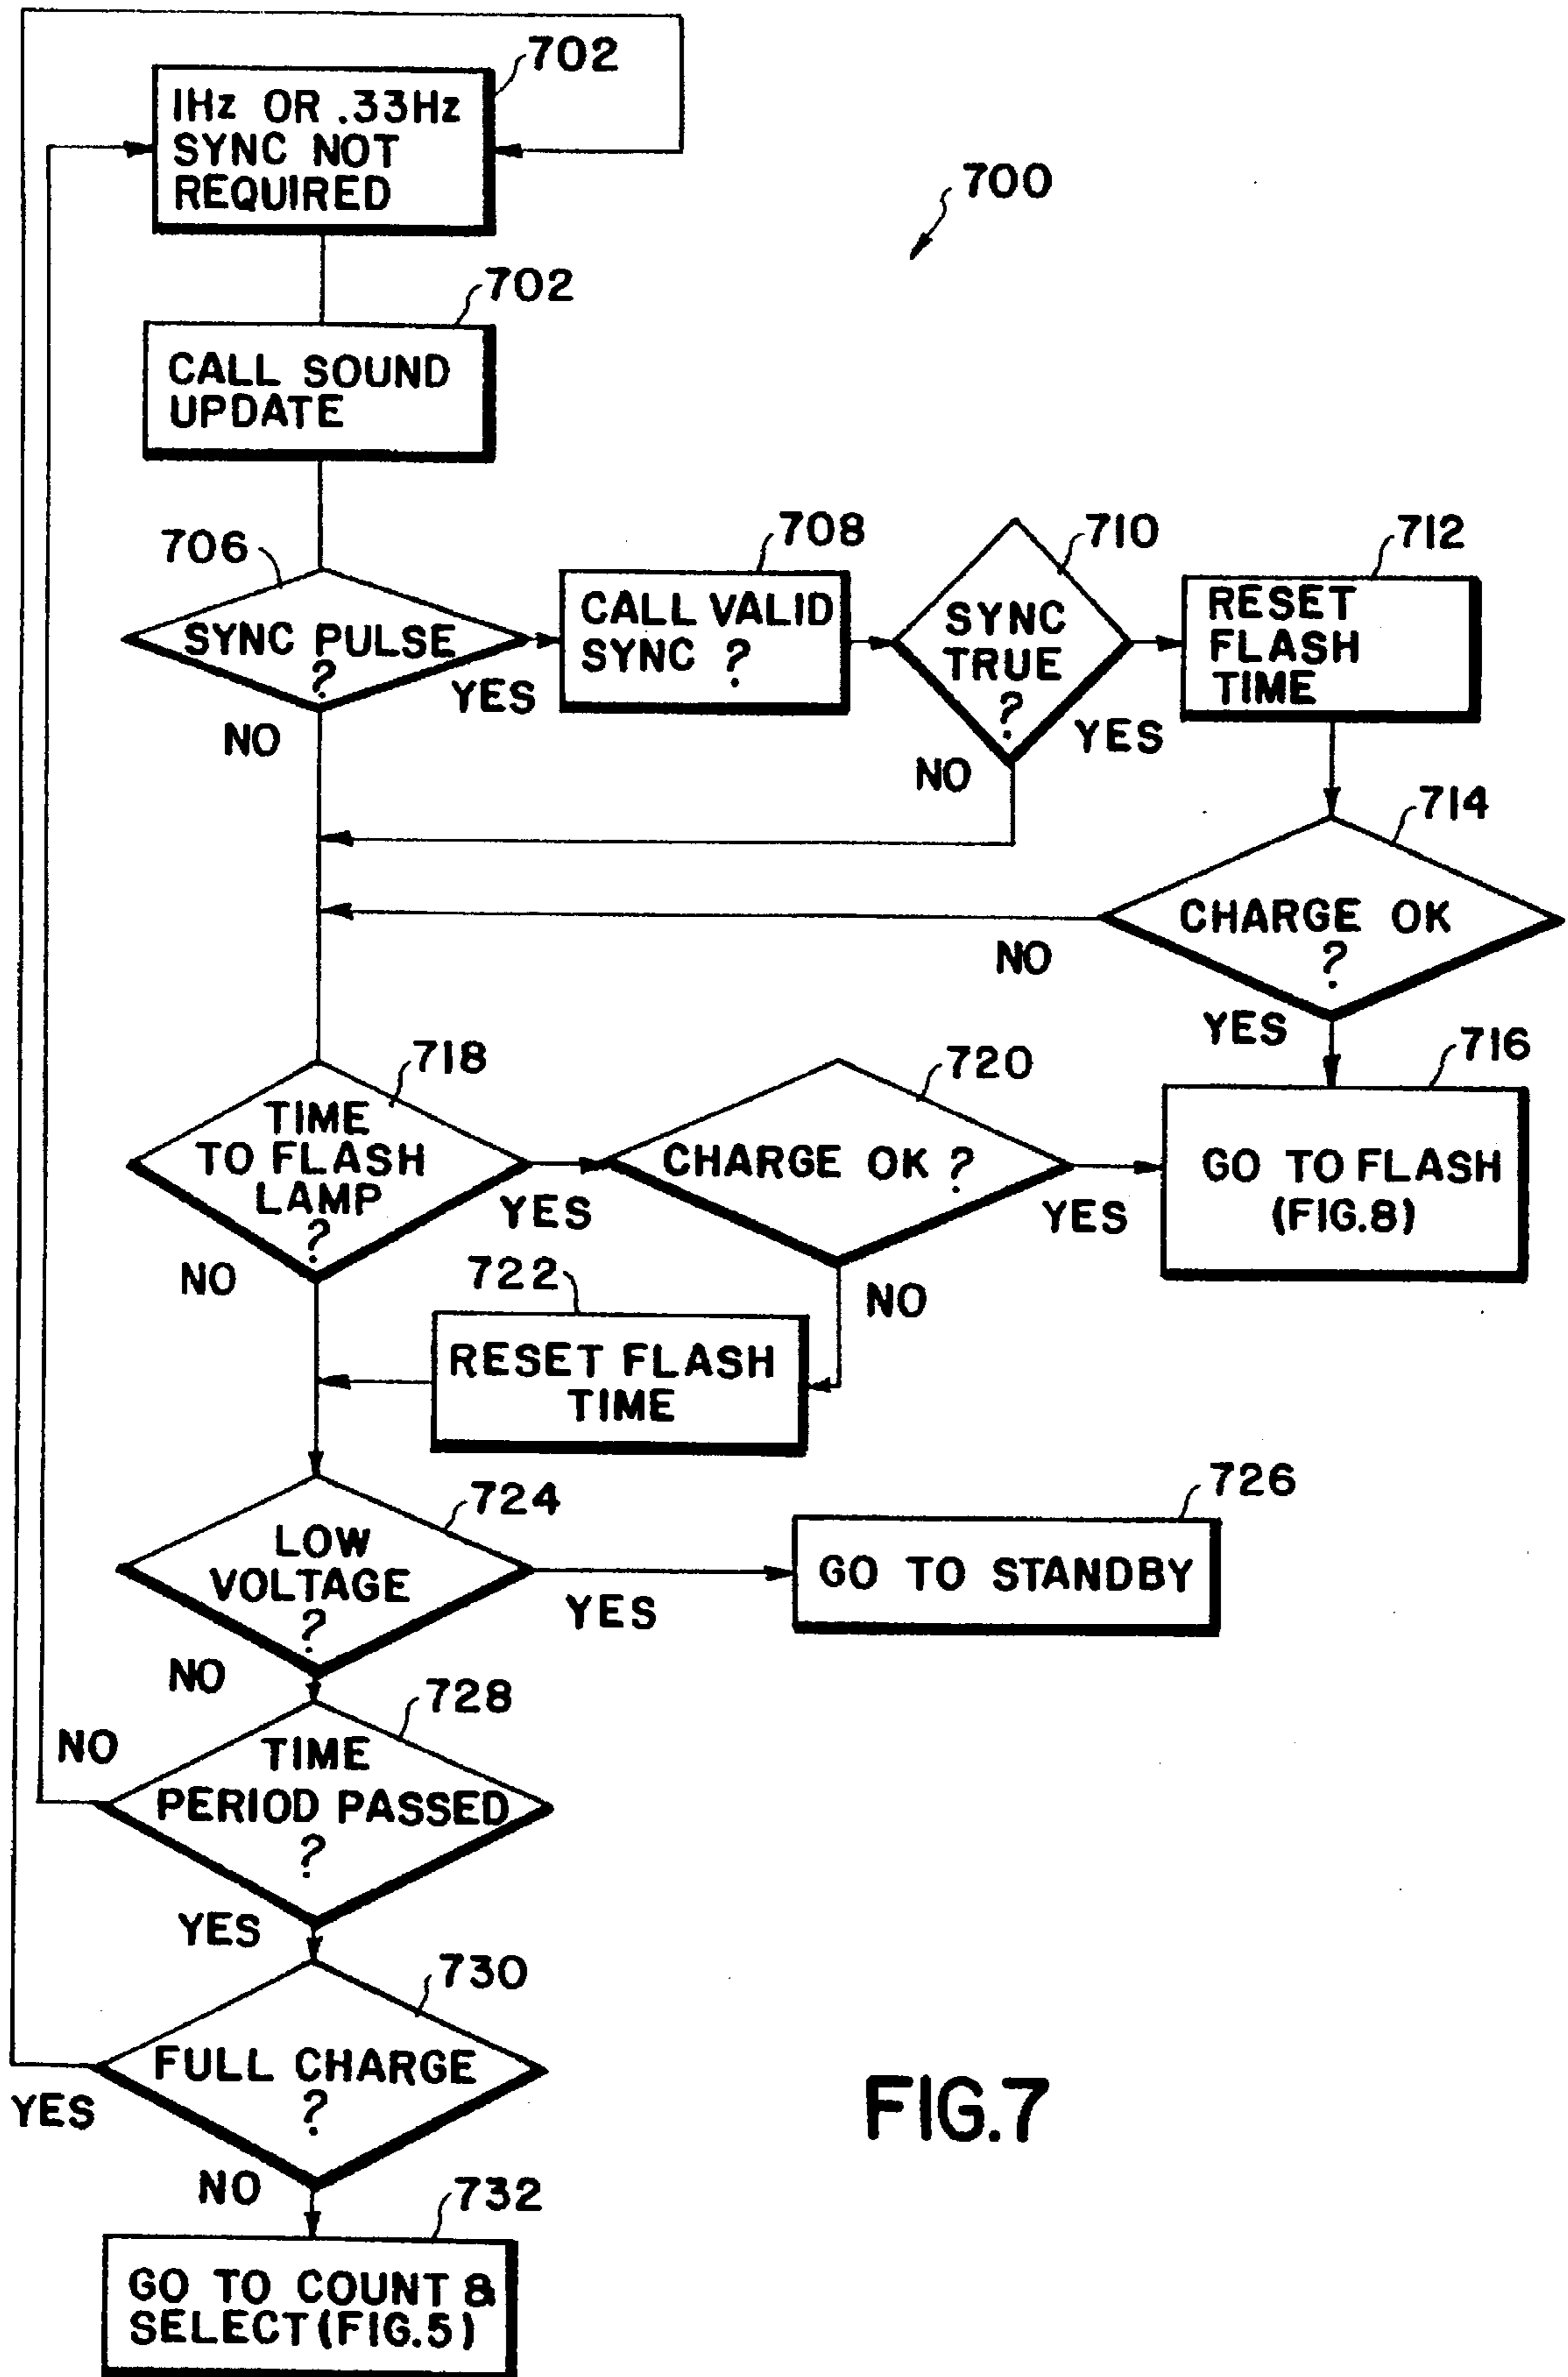 702
1Hz OR .33Hz
SYNC NOT
REQUIRED
700
702
CALL SOUND
UPDATE
706
SYNC PULSE
?
YES
NO
708
CALL VALID
SYNC ?
710
SYNC
TRUE
?
YES
NO
712
RESET
FLASH
TIME
714
CHARGE OK
?
NO
YES
716
GO TO FLASH
(FIG.8)
718
TIME
TO FLASH
LAMP
?
YES
NO
720
CHARGE OK ?
YES
NO
722
RESET FLASH
TIME
724
LOW
VOLTAGE
?
YES
NO
726
GO TO STANDBY
728
TIME
PERIOD PASSED
?
NO
YES
730
FULL CHARGE
?
YES
NO
732
GO TO COUNT &
SELECT (FIG.5)
FIG.7